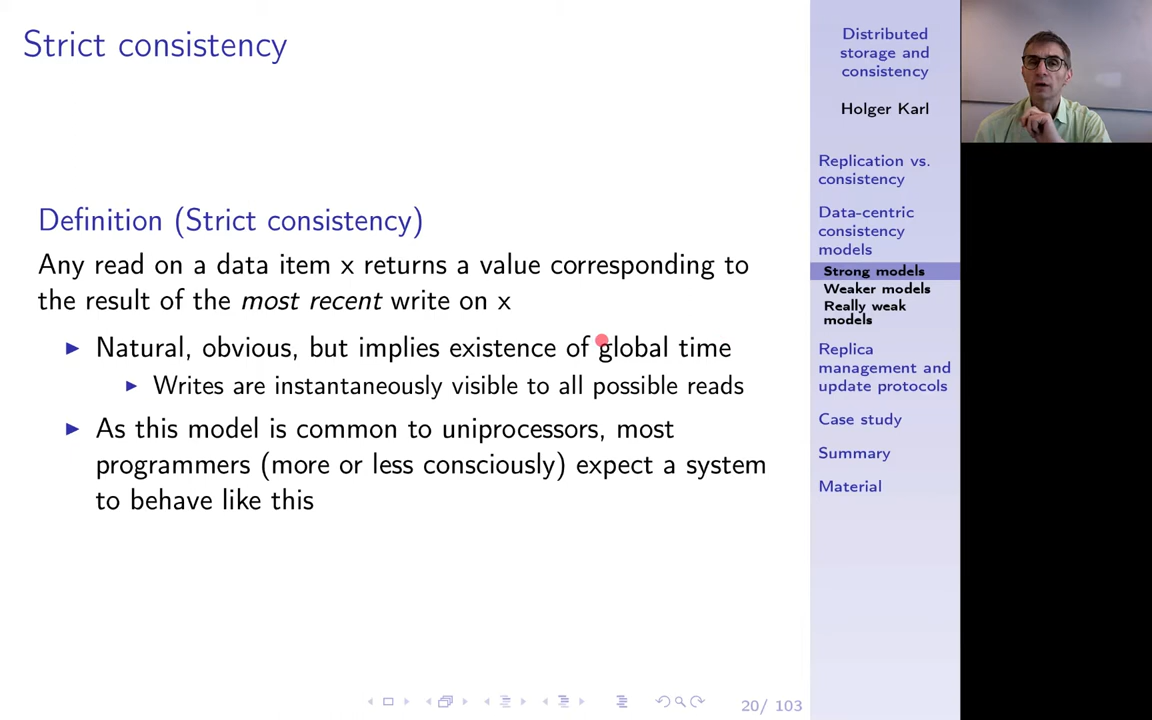 Strict consistency
Definition (Strict consistency)
Any read on a data item x returns a value corresponding to
the result of the most recent write on x
Natural, obvious, but implies existence of global time
Writes are instantaneously visible to all possible reads
As this model is common to uniprocessors, most
programmers (more or less consciously) expect a system
to behave like this
20/ 103
Distributed
storage and
consistency
Holger Karl
Replication vs.
consistency
Data-centric
consistency
models
Strong models
Weaker models
Really weak
models
Replica
management and
update protocols
Case study
Summary
Material